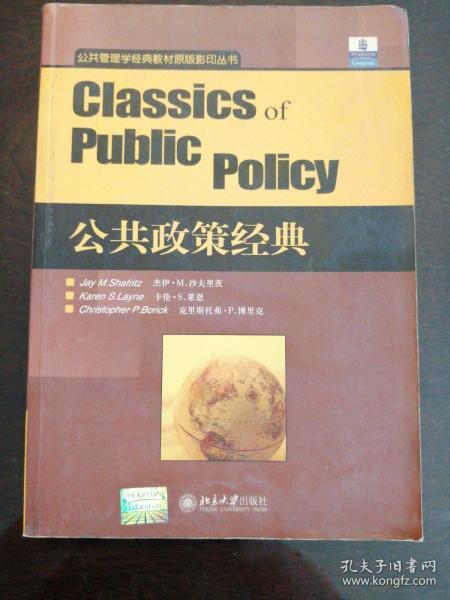 公共管理学经典教材原版影印丛书
PEARSON
Longman
Classics of
Public Policy
公共政策经典
Jay M.Shafritz 杰伊·M.沙夫里茨
Karen S.Layne 卡伦·S.莱恩
Christopher P.Borick 克里斯托弗·P.博里克
PEARSON
Education
北京大学出版社
PEKING UNIVERSITY PRESS
孔夫子旧书网
www.kongfz.com